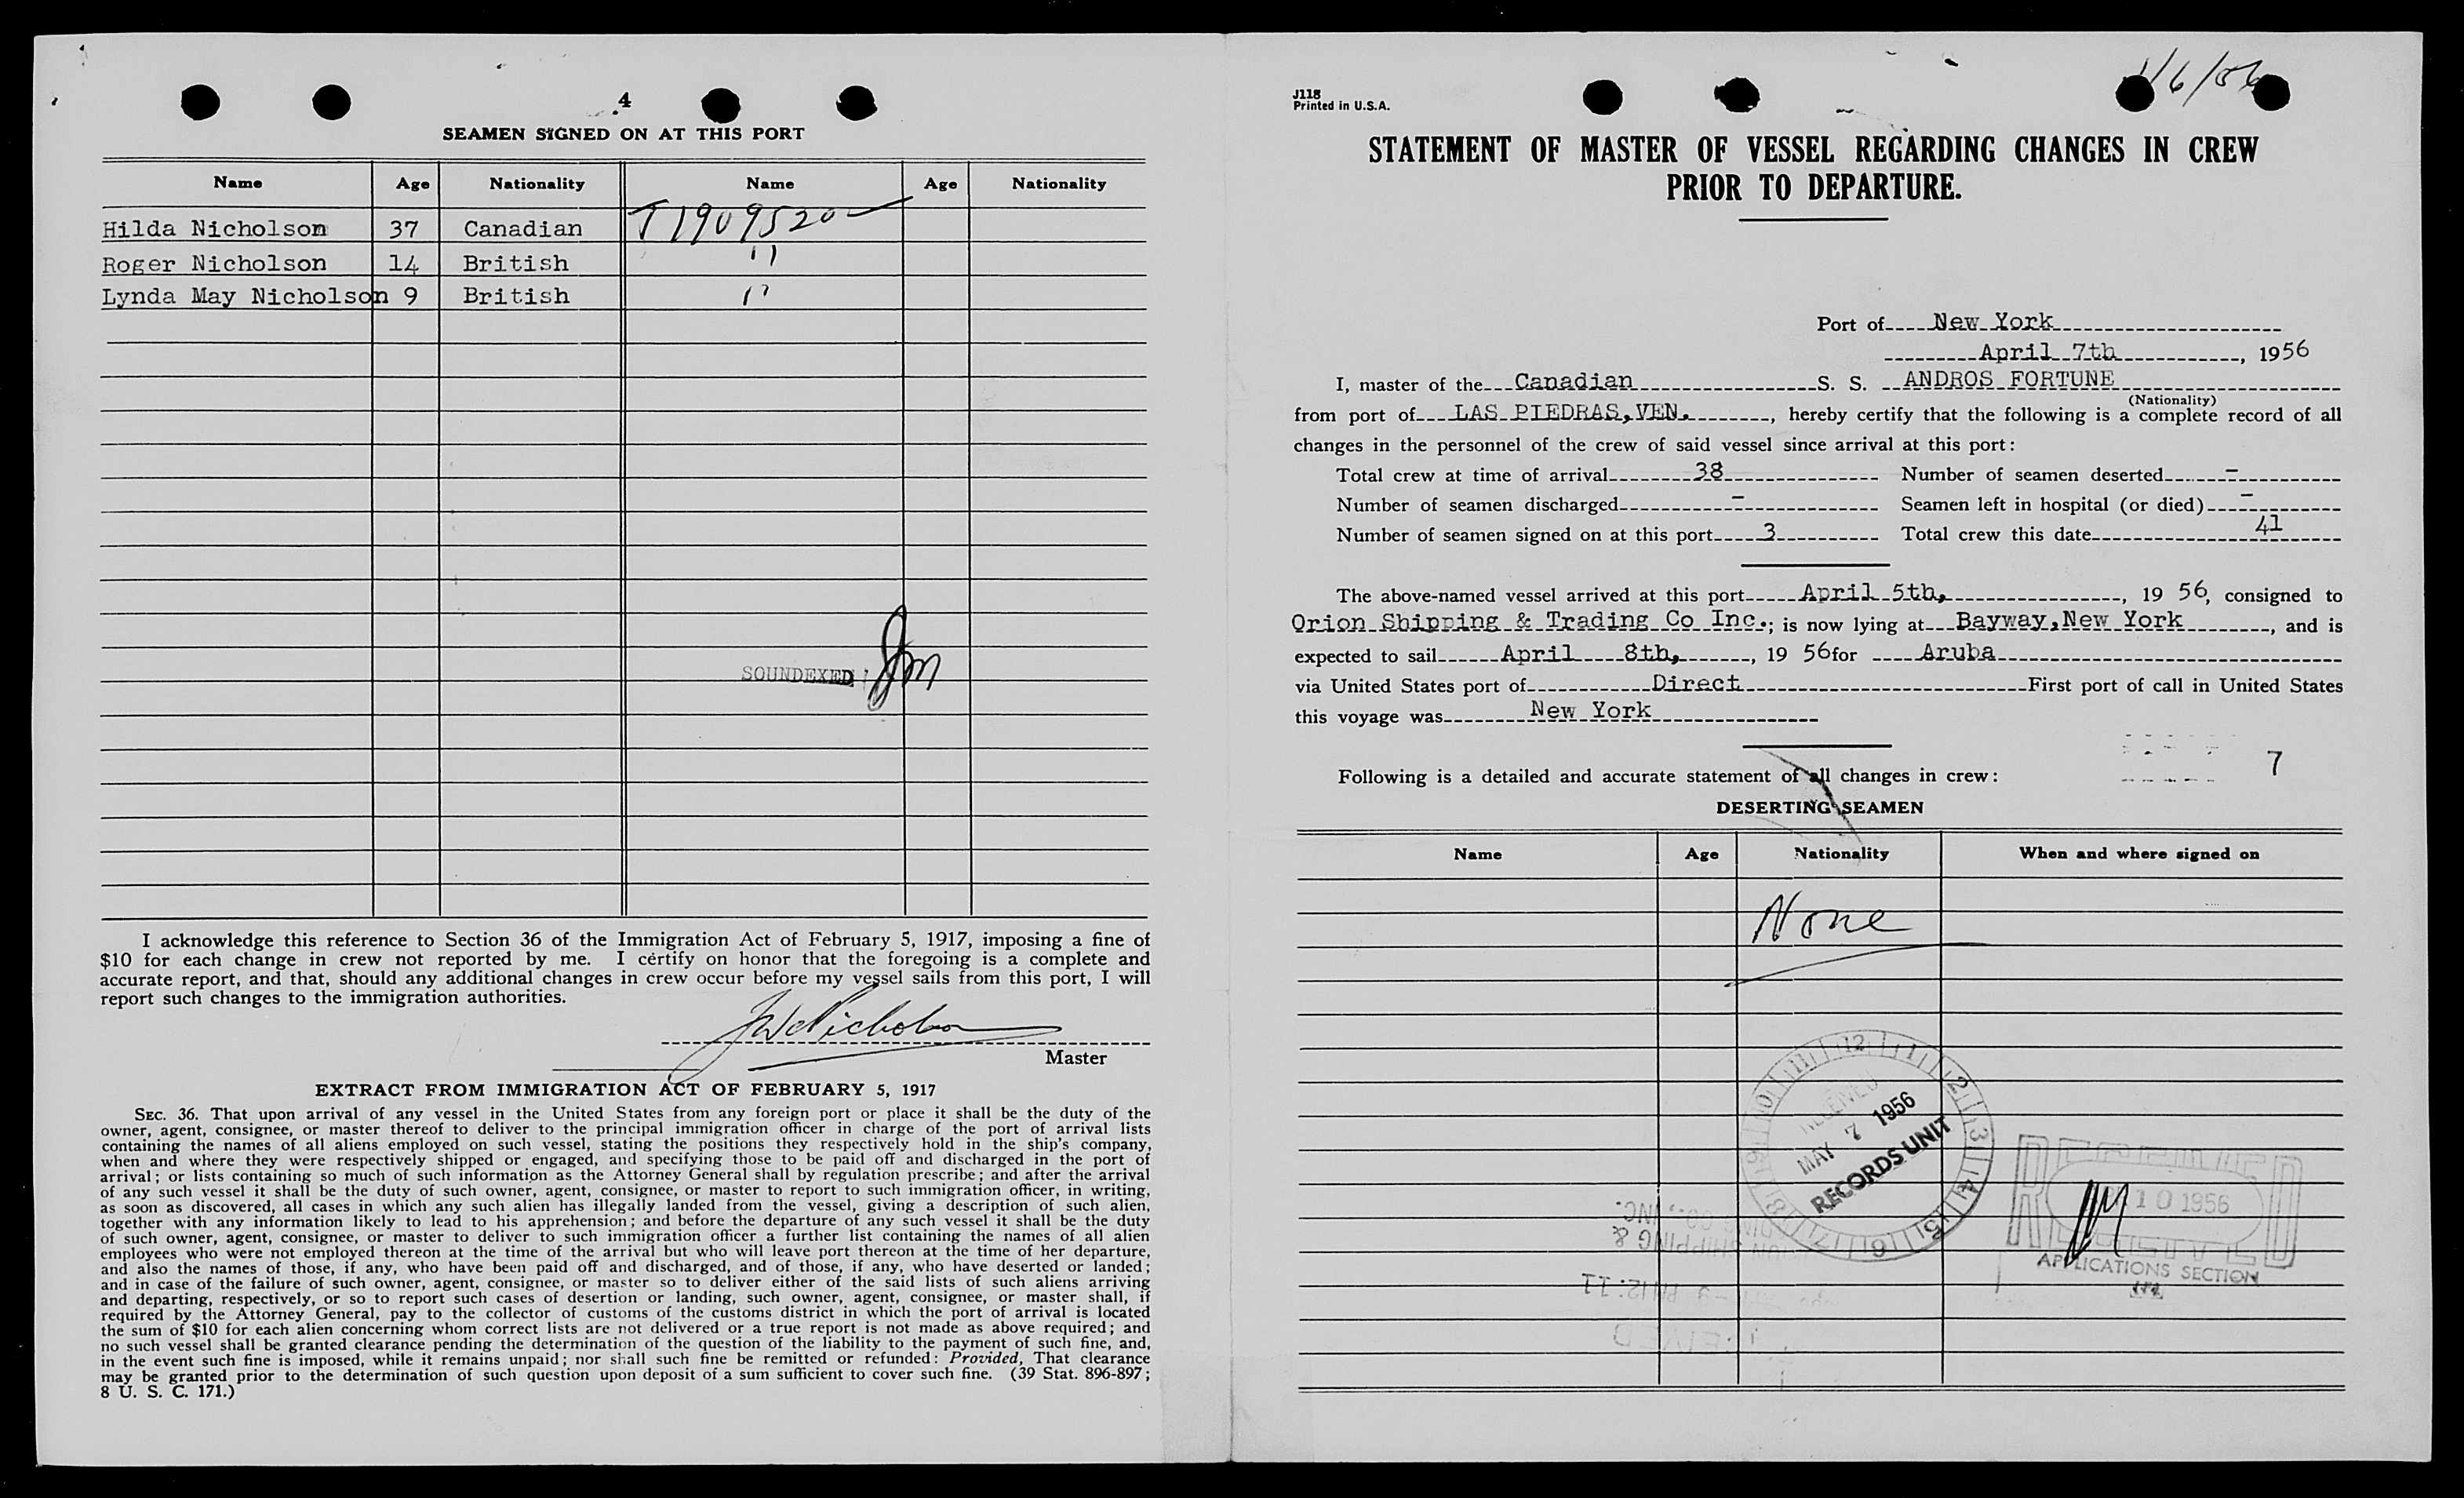 4
SEAMEN SIGNED ON AT THIS PORT
Name Age Nationality Name Age Nationality
Hilda Nicholson 37 Canadian T1909520
Roger Nicholson 14 British "
Lynda May Nicholson 9 British "
SOUNDEXED
I acknowledge this reference to Section 36 of the Immigration Act of February 5, 1917, imposing a fine of
$10 for each change in crew not reported by me. I certify on honor that the foregoing is a complete and
accurate report, and that, should any additional changes in crew occur before my vessel sails from this port, I will
report such changes to the immigration authorities.
Master
EXTRACT FROM IMMIGRATION ACT OF FEBRUARY 5, 1917
SEC. 36. That upon arrival of any vessel in the United States from any foreign port or place it shall be the duty of the
owner, agent, consignee, or master thereof to deliver to the principal immigration officer in charge of the port of arrival lists
containing the names of all aliens employed on such vessel, stating the positions they respectively hold in the ship's company,
when and where they were respectively shipped or engaged, and specifying those to be paid off and discharged in the port of
arrival; or lists containing so much of such information as the Attorney General shall by regulation prescribe; and after the arrival
of any such vessel it shall be the duty of such owner, agent, consignee, or master to report to such immigration officer, in writing,
as soon as discovered, all cases in which any such alien has illegally landed from the vessel, giving a description of such alien,
together with any information likely to lead to his apprehension; and before the departure of any such vessel it shall be the duty
of such owner, agent, consignee, or master to deliver to such immigration officer a further list containing the names of all alien
employees who were not employed thereon at the time of the arrival but who will leave port thereon at the time of her departure,
and also the names of those, if any, who have been paid off and discharged, and of those, if any, who have deserted or landed;
and in case of the failure of such owner, agent, consignee, or master so to deliver either of the said lists of such aliens arriving
and departing, respectively, or so to report such cases of desertion or landing, such owner, agent, consignee, or master shall, if
required by the Attorney General, pay to the collector of customs of the customs district in which the port of arrival is located
the sum of $10 for each alien concerning whom correct lists are not delivered or a true report is not made as above required; and
no such vessel shall be granted clearance pending the determination of the question of the liability to the payment of such fine, and,
in the event such fine is imposed, while it remains unpaid; nor shall such fine be remitted or refunded: Provided, That clearance
may be granted prior to the determination of such question upon deposit of a sum sufficient to cover such fine. (39 Stat. 896-897;
8 U. S. C. 171.)
J118
Printed in U.S.A.
STATEMENT OF MASTER OF VESSEL REGARDING CHANGES IN CREW
PRIOR TO DEPARTURE.
Port of New York
April 7th, 1956
I, master of the Canadian S. S. ANDROS FORTUNE
(Nationality)
from port of LAS PIEDRAS, VEN., hereby certify that the following is a complete record of all
changes in the personnel of the crew of said vessel since arrival at this port:
Total crew at time of arrival 38 Number of seamen deserted -
Number of seamen discharged - Seamen left in hospital (or died) -
Number of seamen signed on at this port 3 Total crew this date 41
The above-named vessel arrived at this port April 5th, 1956, consigned to
Orion Shipping & Trading Co Inc.; is now lying at Bayway, New York, and is
expected to sail April 8th, 1956 for Aruba
via United States port of Direct First port of call in United States
this voyage was New York
7
Following is a detailed and accurate statement of all changes in crew:
DESERTING SEAMEN
Name Age Nationality When and where signed on
None
12 1 2 3 4 5 6 7 8 9 10 11
RECEIVED
MAY 7 1956
RECORDS UNIT
RECEIVED
10 1956
APPLICATIONS SECTION